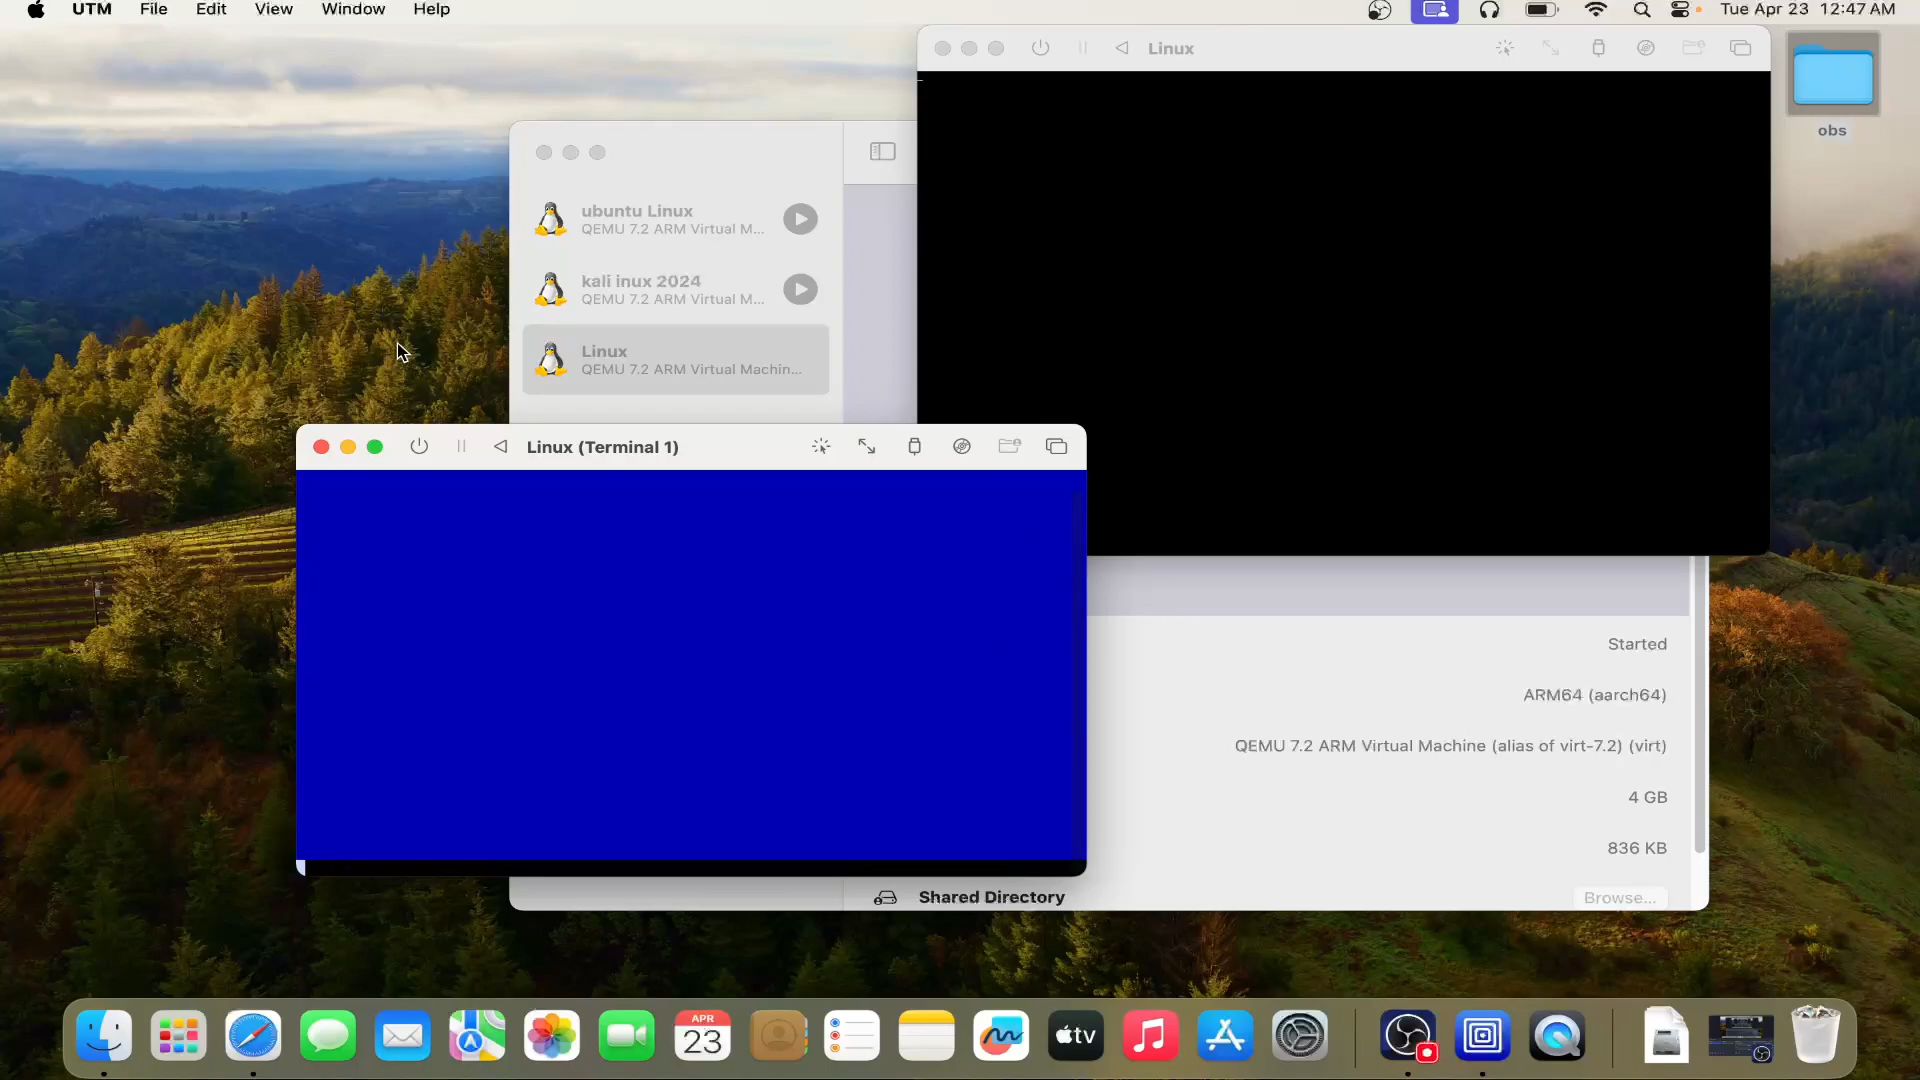 UTM File Edit View Window Help
Tue Apr 23 12:47 AM
Linux
obs
ubuntu Linux
QEMU 7.2 ARM Virtual M...
kali inux 2024
QEMU 7.2 ARM Virtual M...
Linux
QEMU 7.2 ARM Virtual Machin...
Linux (Terminal 1)
Started
ARM64 (aarch64)
QEMU 7.2 ARM Virtual Machine (alias of virt-7.2) (virt)
4 GB
836 KB
Shared Directory
Browse...
APR
23
tv